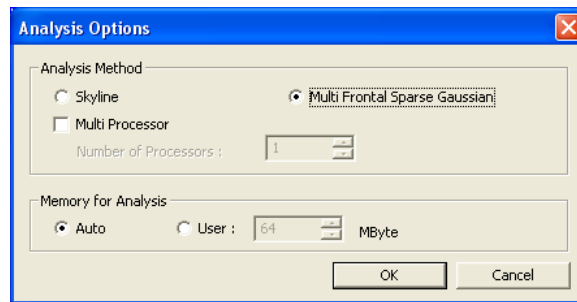 Analysis Options
Analysis Method
Skyline
Multi Frontal Sparse Gaussian
Multi Processor
Number of Processors : 1
Memory for Analysis
Auto
User : 64 MByte
OK
Cancel